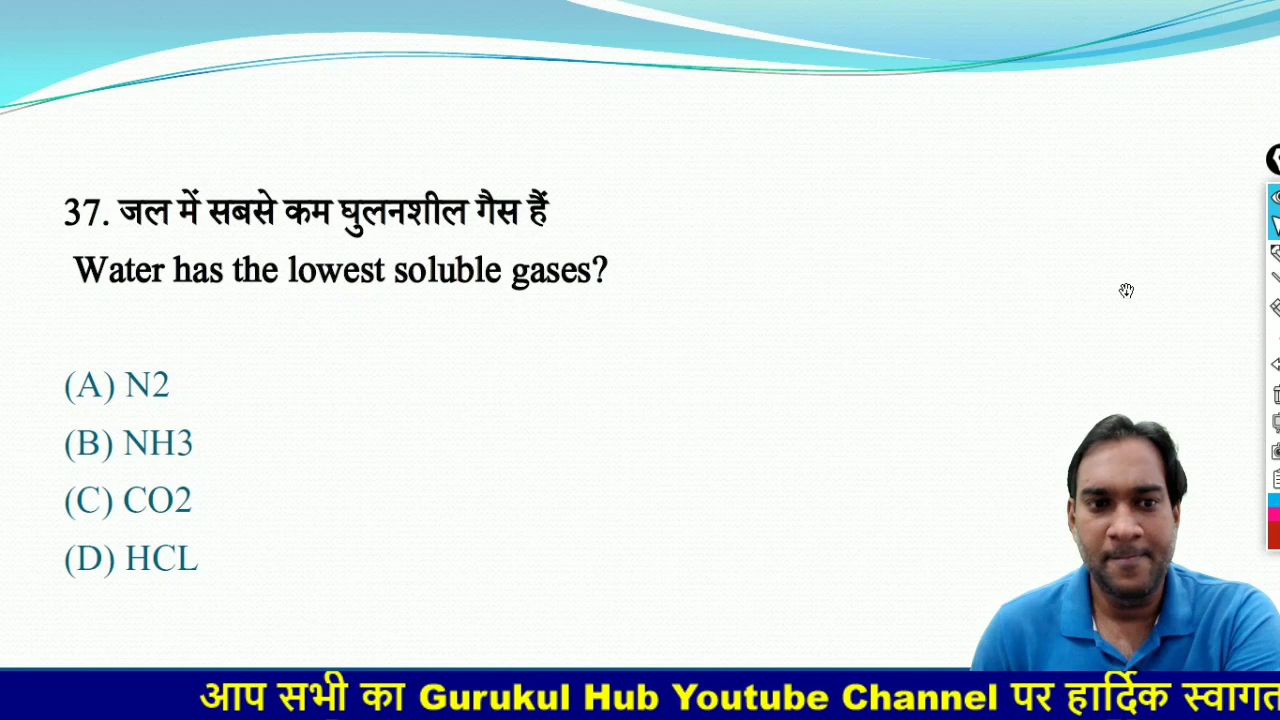 37. जल में सबसे कम घुलनशील गैस हैं
Water has the lowest soluble gases?
(A) N2
(B) NH3
(C) CO2
(D) HCL
आप सभी का Gurukul Hub Youtube Channel पर हार्दिक स्वागत